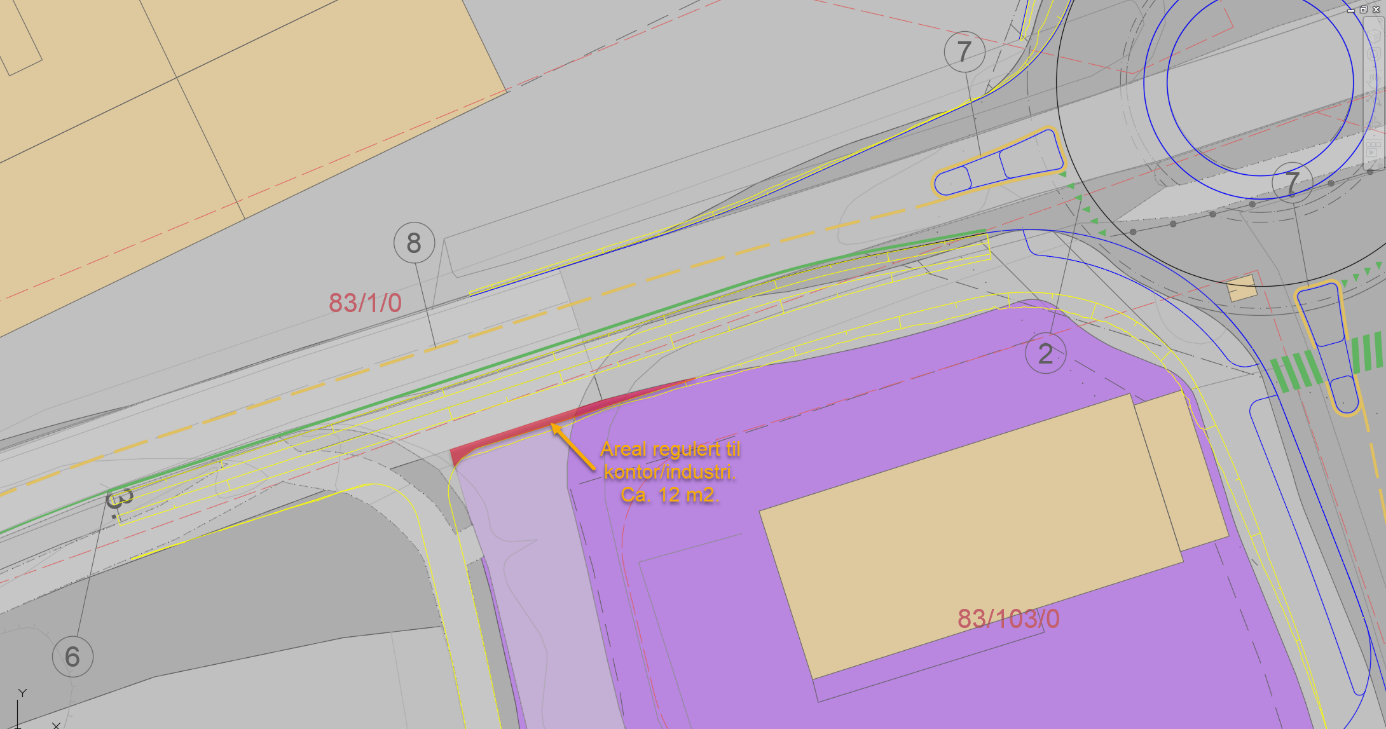 7
7
8
83/1/0
2
Areal regulert til
kontor/industri.
Ca. 12 m2.
3
83/103/0
6
Y
X